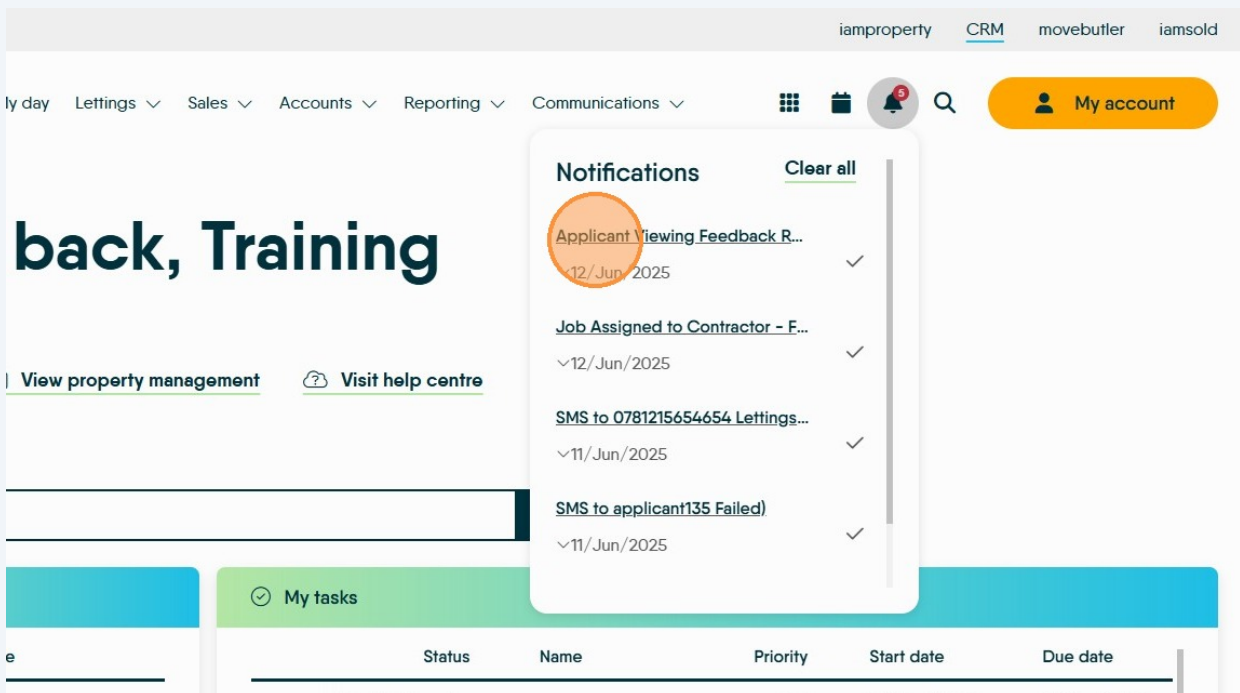 iamproperty CRM movebutler iamsold
y day Lettings Sales Accounts Reporting Communications 5 My account
Notifications Clear all
back, Training
Applicant Viewing Feedback R...
12/Jun/2025
Job Assigned to Contractor - F...
12/Jun/2025
View property management Visit help centre
SMS to 0781215654654 Lettings...
11/Jun/2025
SMS to applicant135 Failed)
11/Jun/2025
My tasks
e Status Name Priority Start date Due date